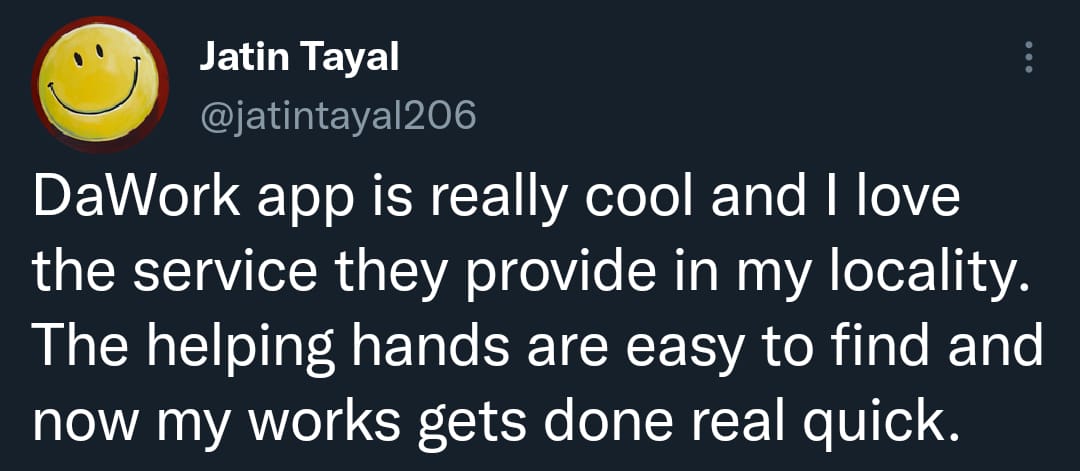 Jatin Tayal
@jatintayal206
DaWork app is really cool and I love
the service they provide in my locality.
The helping hands are easy to find and
now my works gets done real quick.